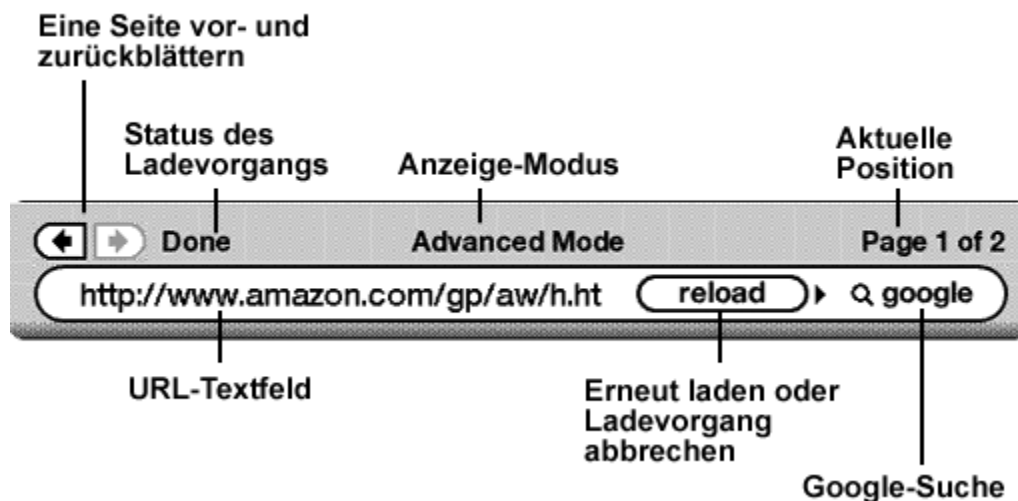 Eine Seite vor- und
zurückblättern
Status des
Ladevorgangs
Anzeige-Modus
Aktuelle
Position
Done
Advanced Mode
Page 1 of 2
http://www.amazon.com/gp/aw/h.ht
reload
google
URL-Textfeld
Erneut laden oder
Ladevorgang
abbrechen
Google-Suche